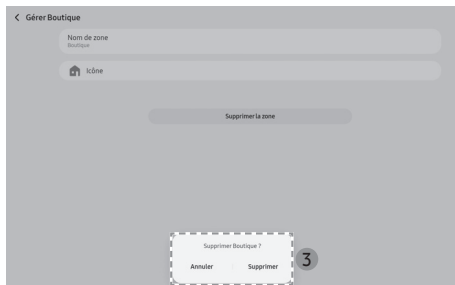 Gérer Boutique
Nom de zone
Boutique
Icône
Supprimer la zone
Supprimer Boutique ?
Annuler
Supprimer
3